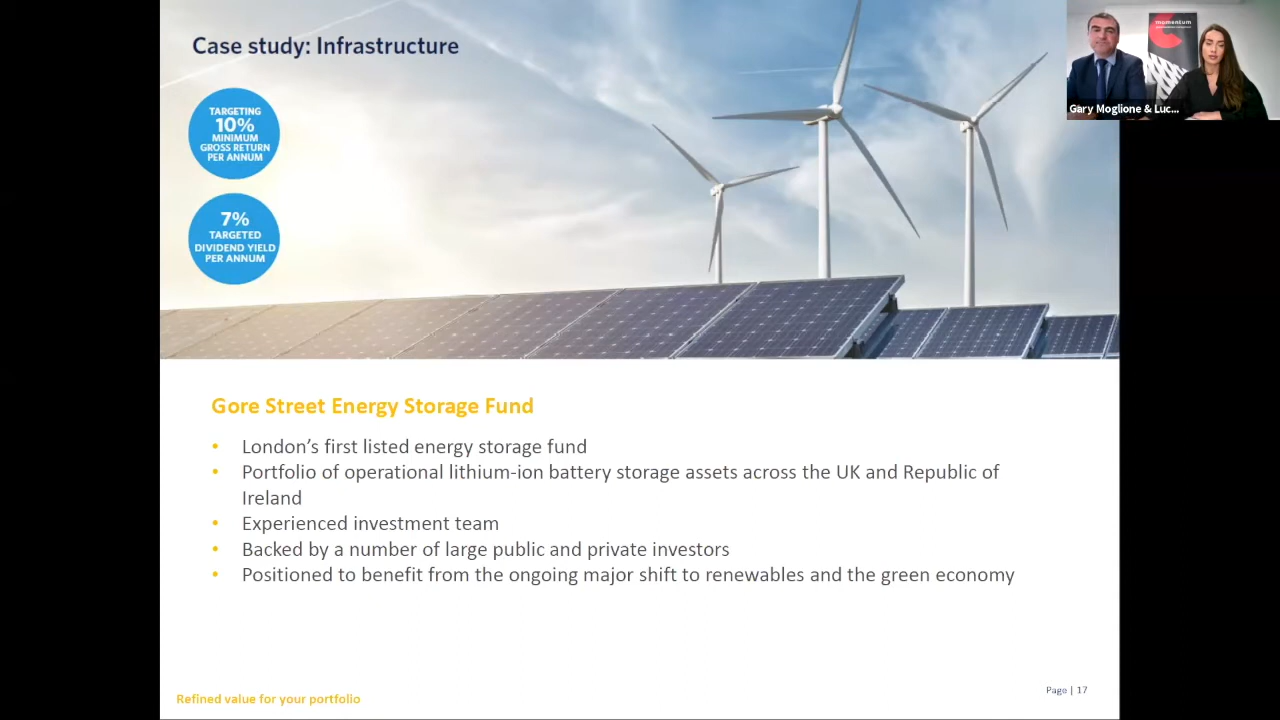 Case study: Infrastructure
TARGETING
10%
MINIMUM
GROSS RETURN
PER ANNUM
7%
TARGETED
DIVIDEND YIELD
PER ANNUM
momentum
Gary Moglione & Luc...
Gore Street Energy Storage Fund
• London’s first listed energy storage fund
• Portfolio of operational lithium-ion battery storage assets across the UK and Republic of
Ireland
• Experienced investment team
• Backed by a number of large public and private investors
• Positioned to benefit from the ongoing major shift to renewables and the green economy
Refined value for your portfolio
Page | 17